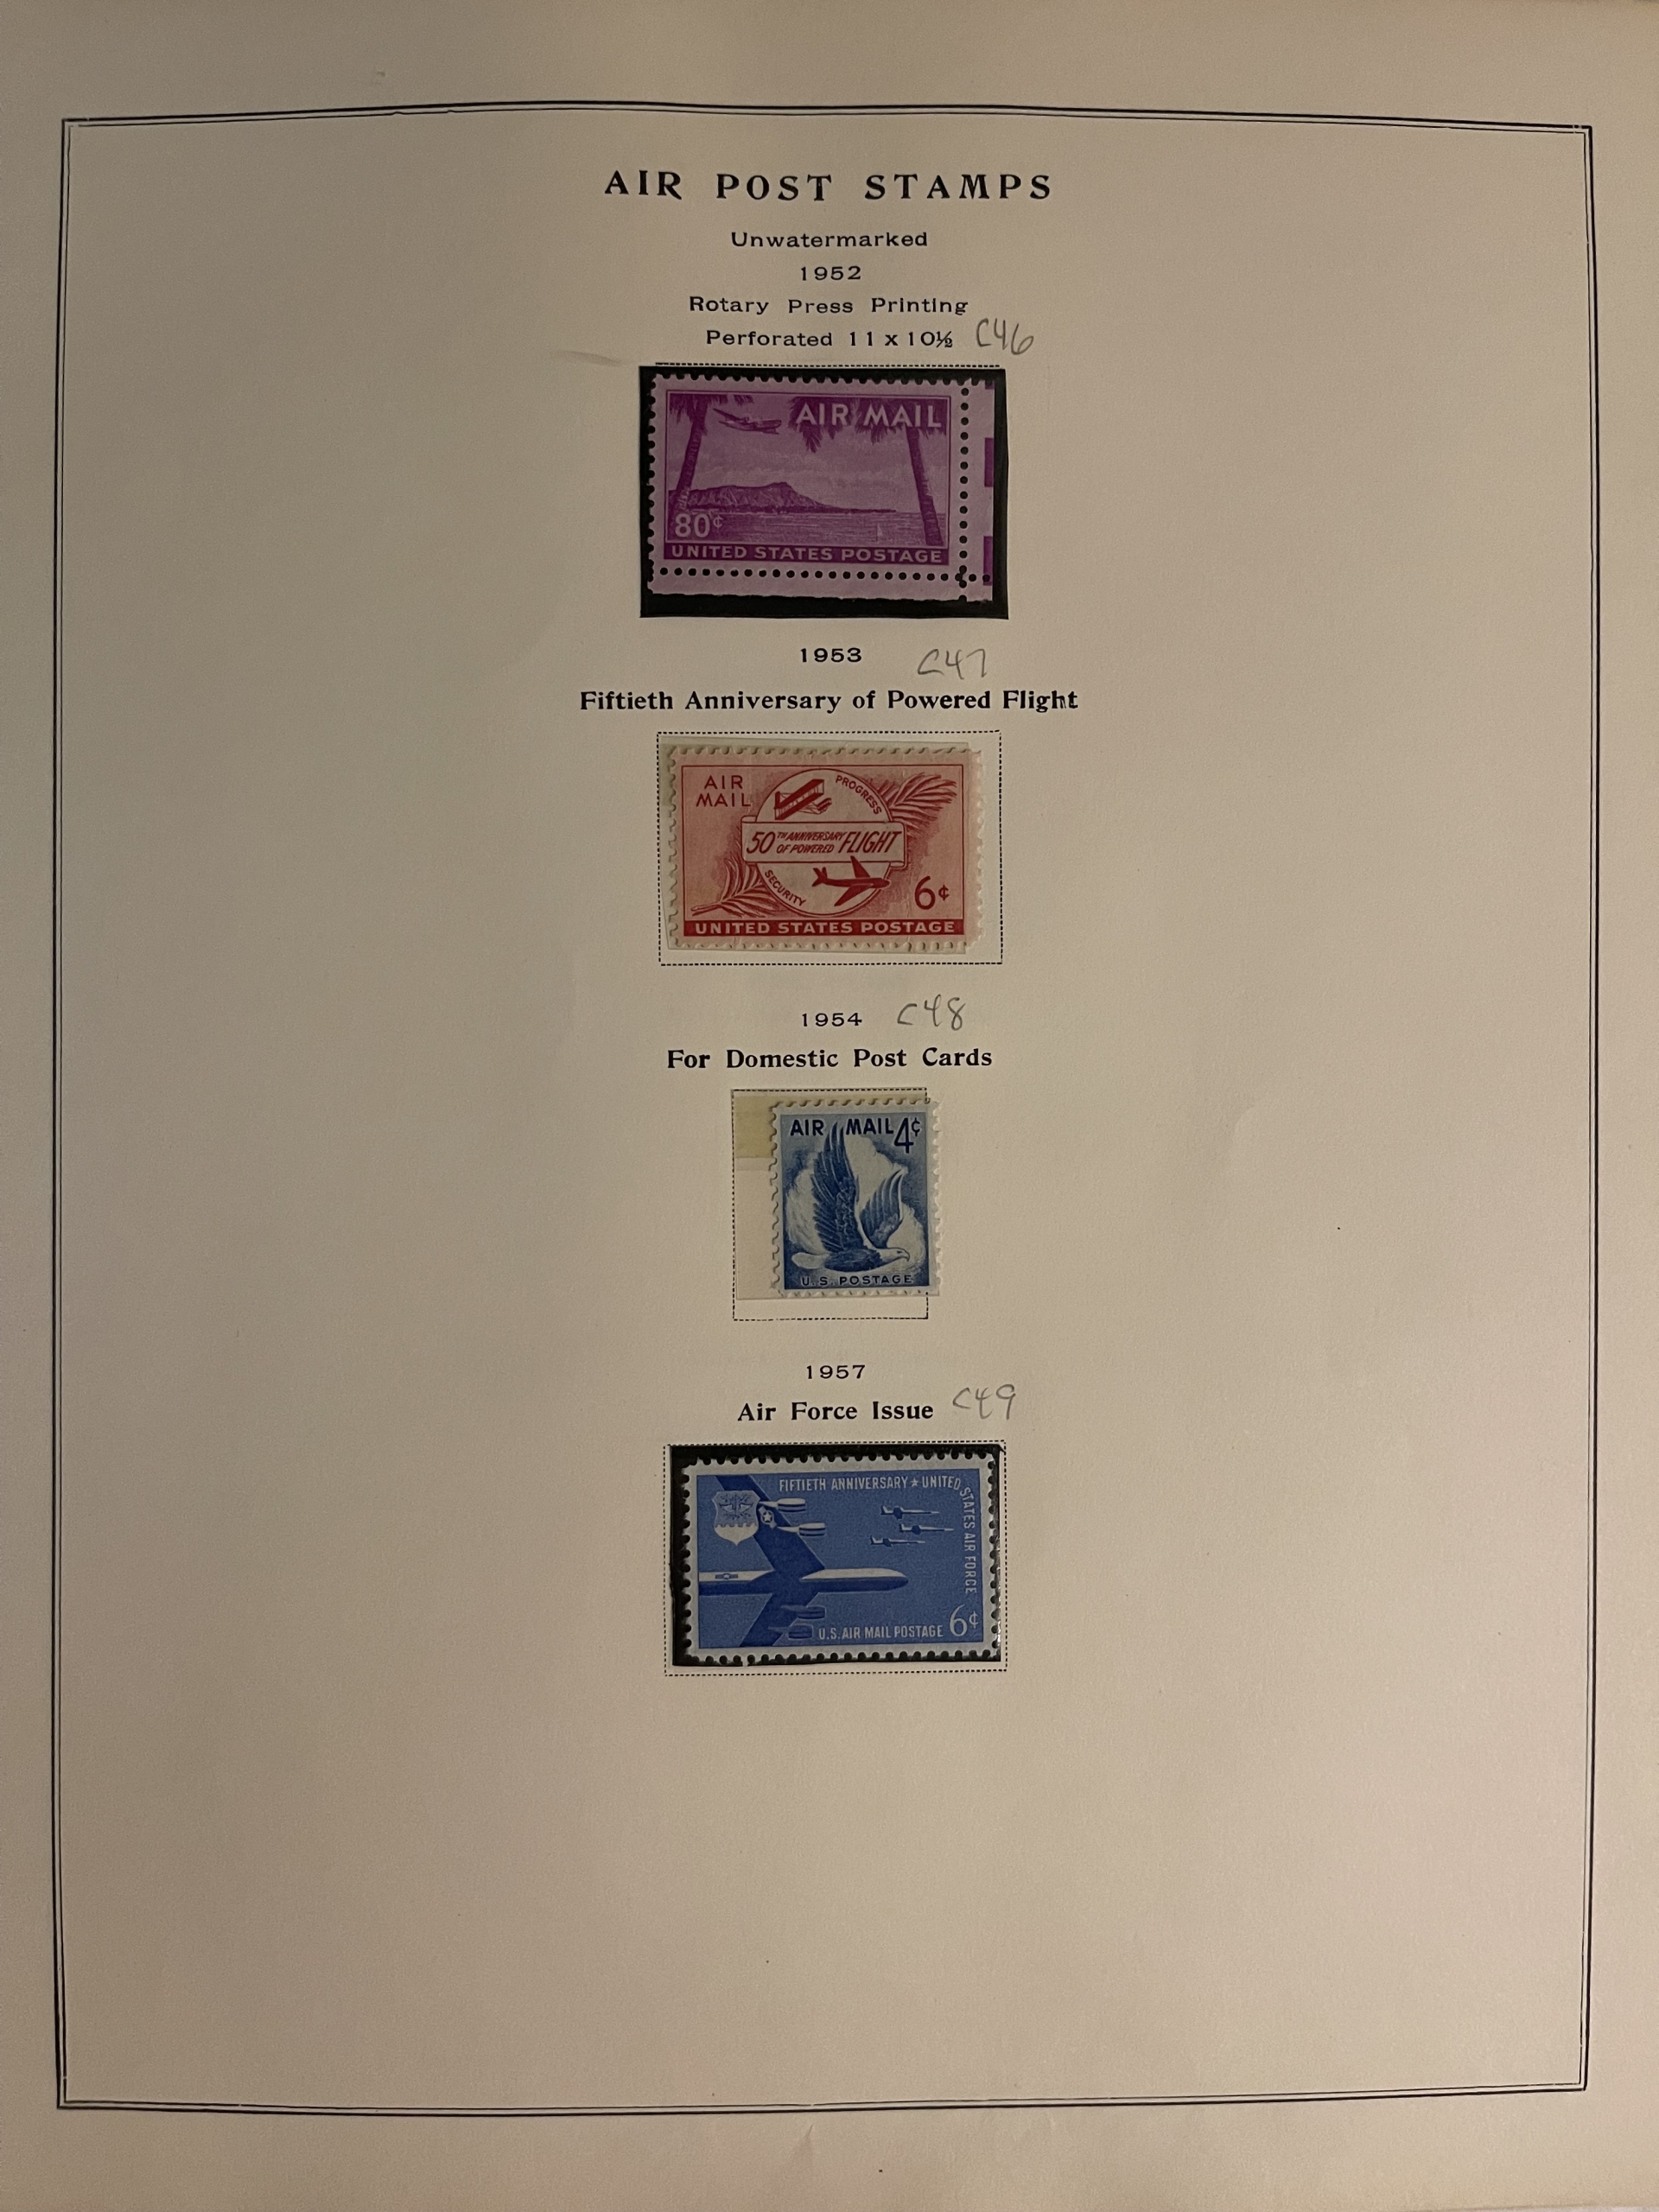 AIR POST STAMPS
Unwatermarked
1952
Rotary Press Printing
Perforated 11 x 10½ C46
AIR MAIL
80¢
UNITED STATES POSTAGE
1953 C47
Fiftieth Anniversary of Powered Flight
AIR
MAIL
PROGRESS
50TH ANNIVERSARY OF POWERED FLIGHT
SECURITY
6¢
UNITED STATES POSTAGE
1954 C48
For Domestic Post Cards
AIR MAIL 4¢
U.S. POSTAGE
1957
Air Force Issue C49
FIFTIETH ANNIVERSARY ★ UNITED STATES AIR FORCE
U.S. AIR MAIL POSTAGE 6¢